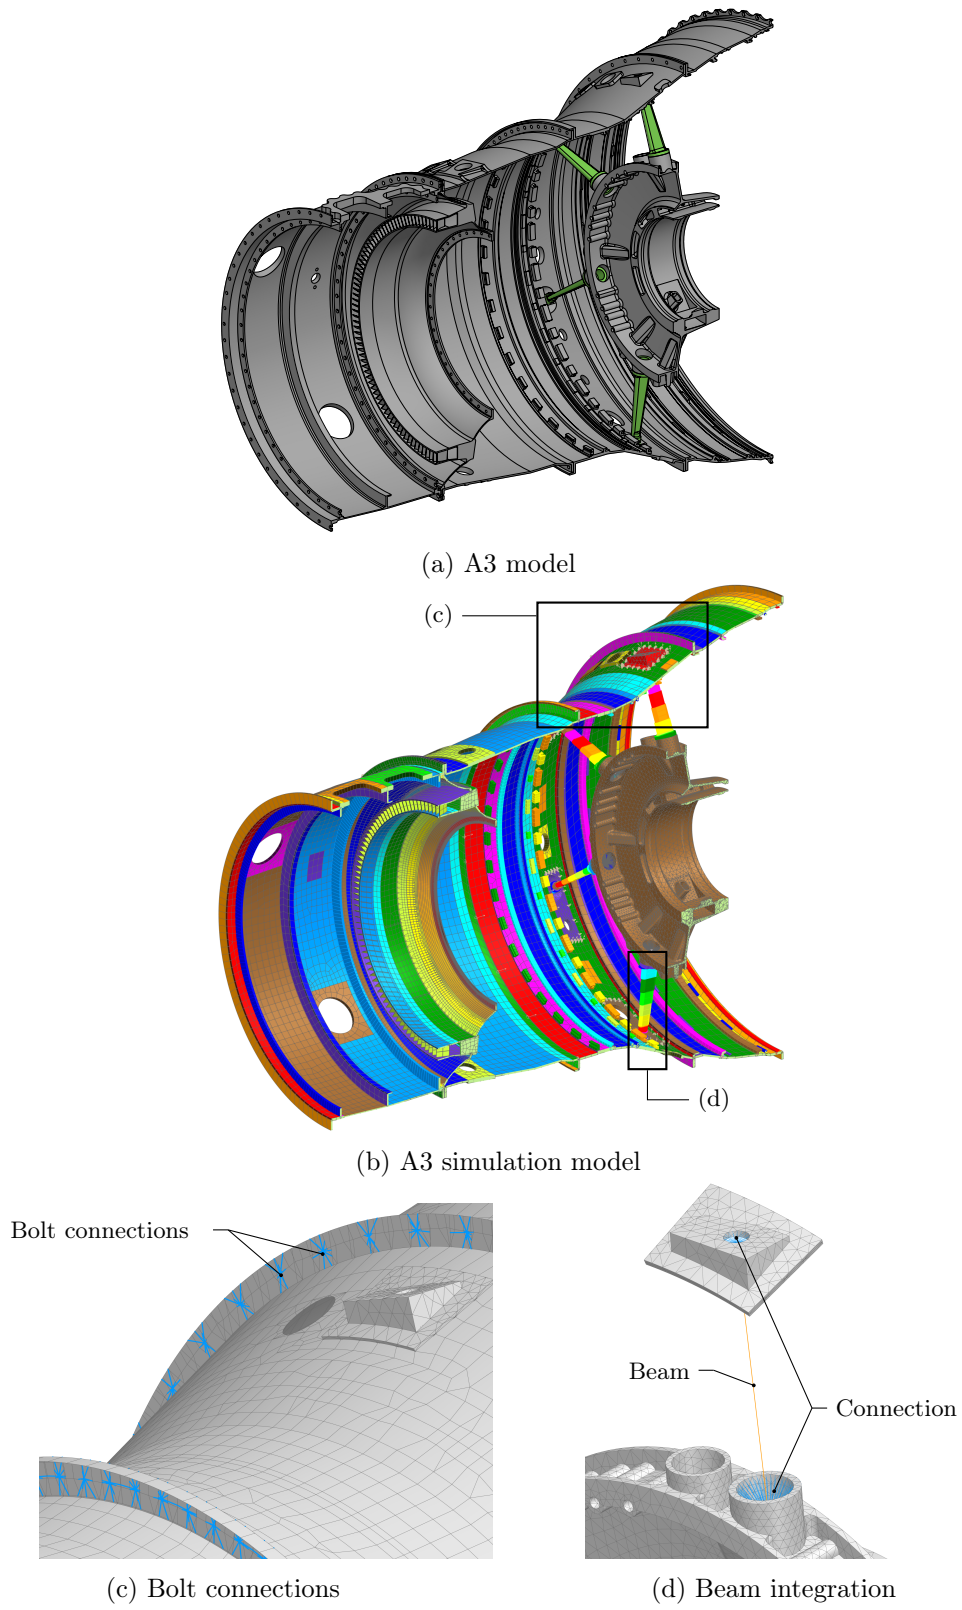 (a) A3 model
(c)
(d)
(b) A3 simulation model
Bolt connections
Beam
Connection
(c) Bolt connections
(d) Beam integration